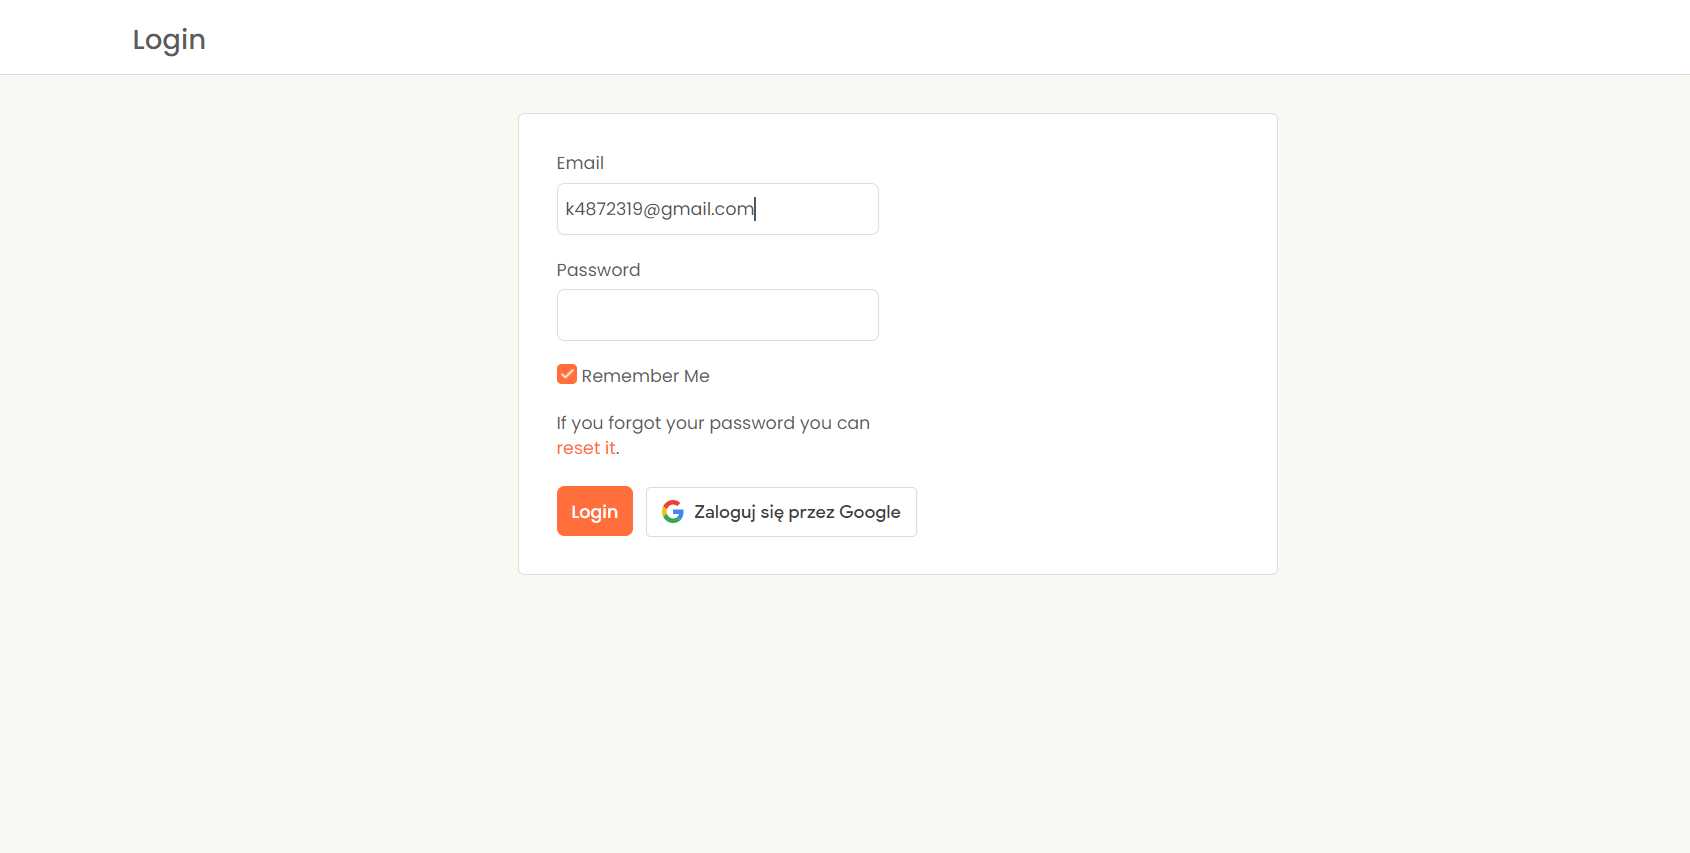 Login
Email
k4872319@gmail.com
Password
Remember Me
If you forgot your password you can
reset it.
Login
Zaloguj się przez Google